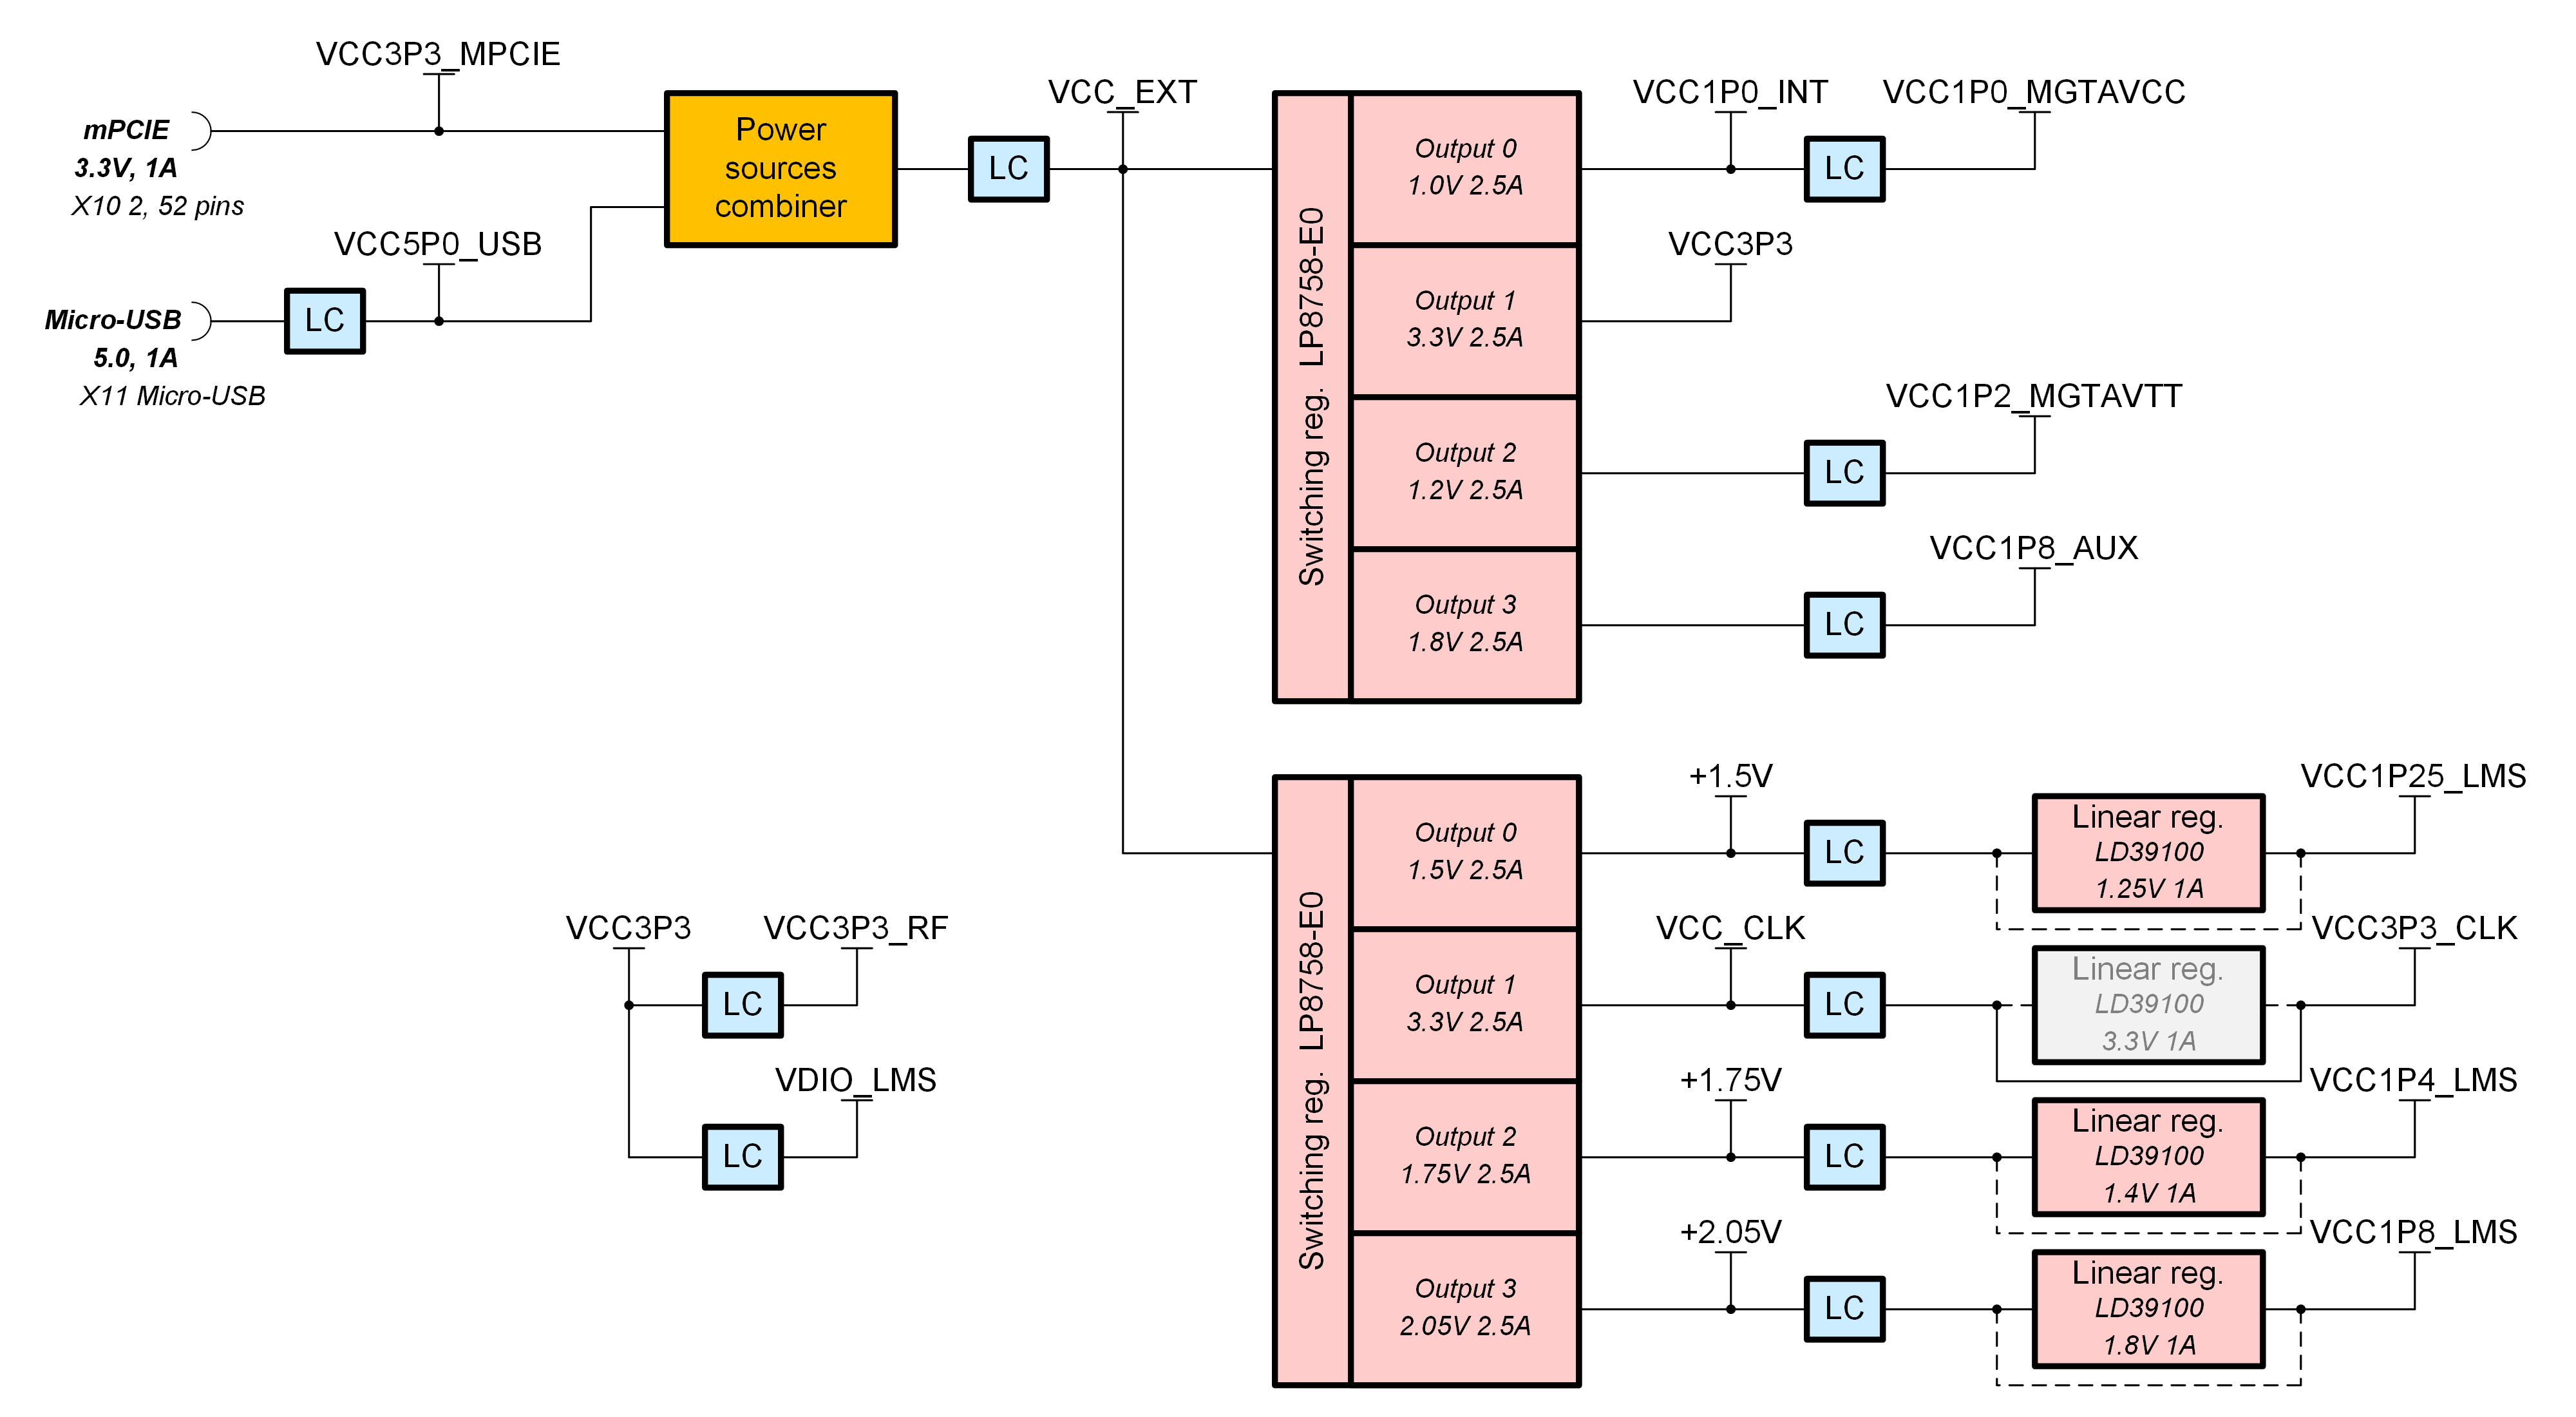 VCC3P3_MPCIE
mPCIE
3.3V, 1A
X10 2, 52 pins
VCC5P0_USB
Micro-USB
5.0, 1A
X11 Micro-USB
LC
Power
sources
combiner
LC
VCC_EXT
Switching reg. LP8758-E0
Output 0
1.0V 2.5A
Output 1
3.3V 2.5A
Output 2
1.2V 2.5A
Output 3
1.8V 2.5A
VCC1P0_INT
LC
VCC1P0_MGTAVCC
VCC3P3
LC
VCC1P2_MGTAVTT
LC
VCC1P8_AUX
VCC3P3
LC
VCC3P3_RF
LC
VDIO_LMS
Switching reg. LP8758-E0
Output 0
1.5V 2.5A
Output 1
3.3V 2.5A
Output 2
1.75V 2.5A
Output 3
2.05V 2.5A
+1.5V
LC
Linear reg.
LD39100
1.25V 1A
VCC1P25_LMS
VCC_CLK
LC
Linear reg.
LD39100
3.3V 1A
VCC3P3_CLK
+1.75V
LC
Linear reg.
LD39100
1.4V 1A
VCC1P4_LMS
+2.05V
LC
Linear reg.
LD39100
1.8V 1A
VCC1P8_LMS